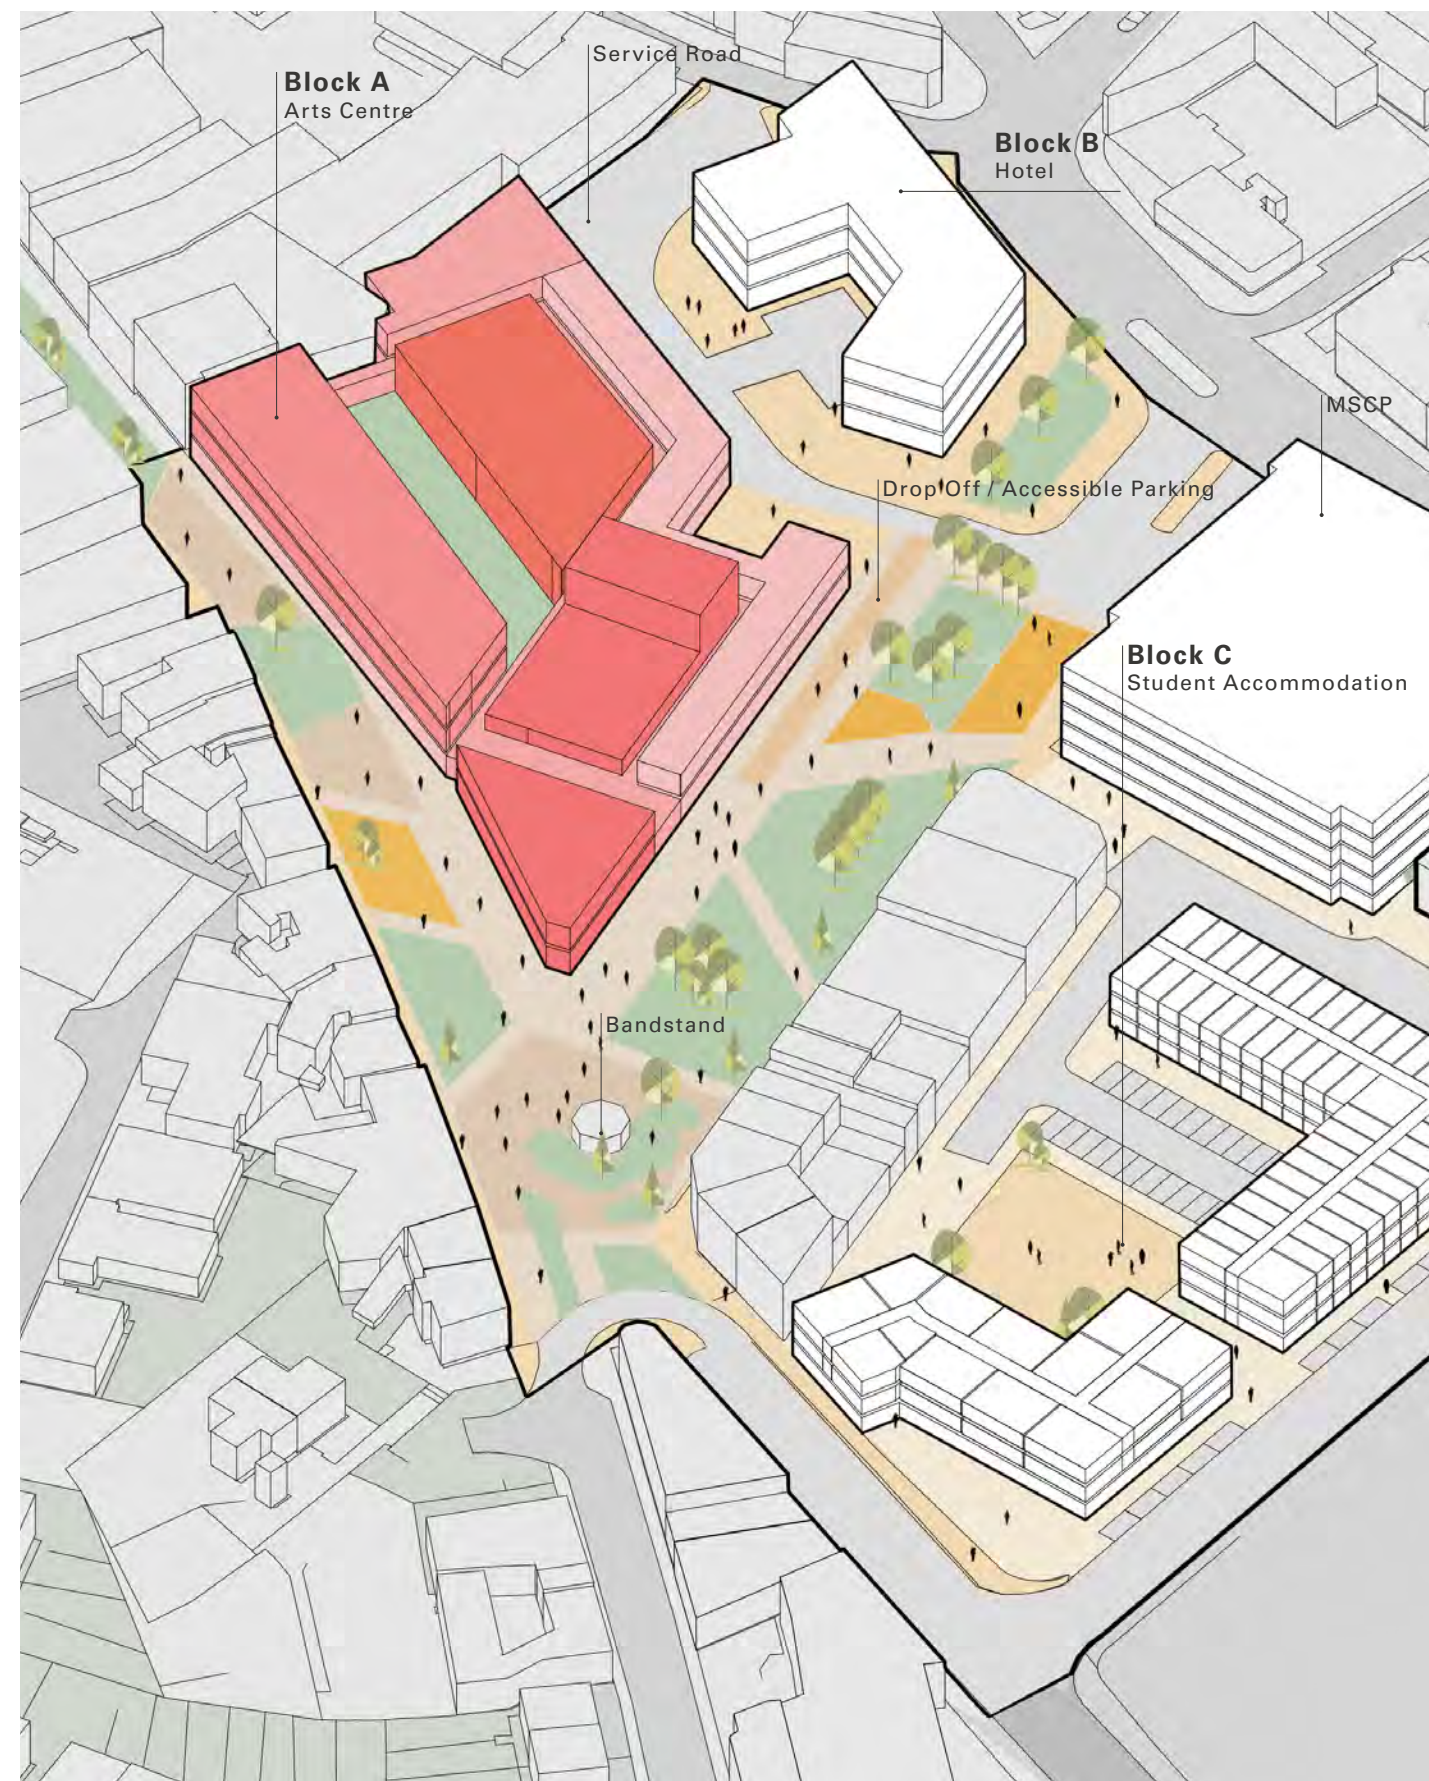 Service Road
Block A
Arts Centre
Block B
Hotel
MSCP
Drop Off / Accessible Parking
Block C
Student Accommodation
Bandstand